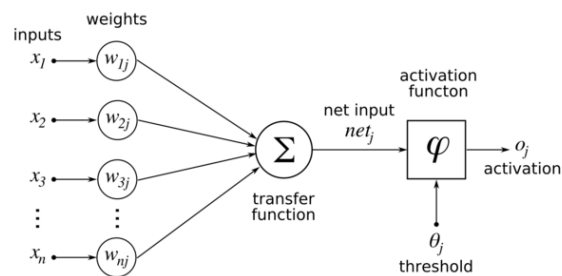 weights
inputs
x1
w1j
x2
w2j
x3
w3j
xn
wnj
Σ
transfer
function
net input
netj
activation
functon
φ
oj
activation
θj
threshold